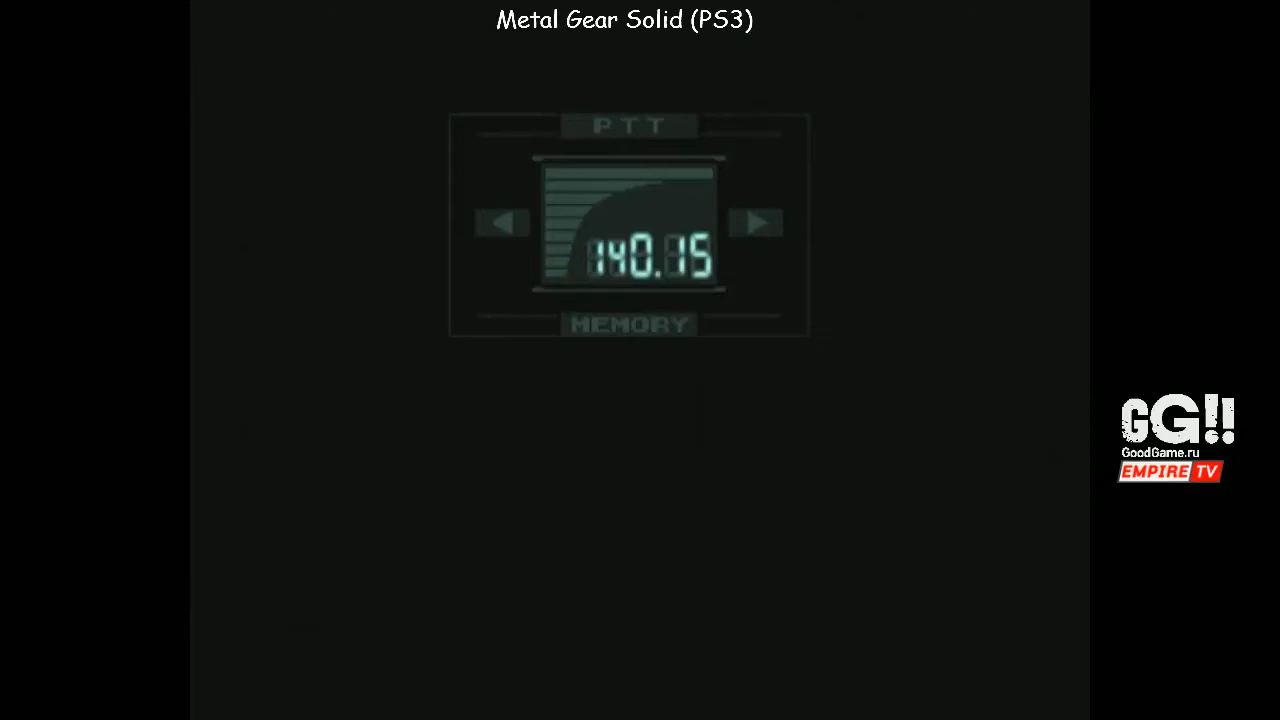 Metal Gear Solid (PS3)
PTT
140.15
MEMORY
GG!!
GoodGame.ru
EMPIRE TV